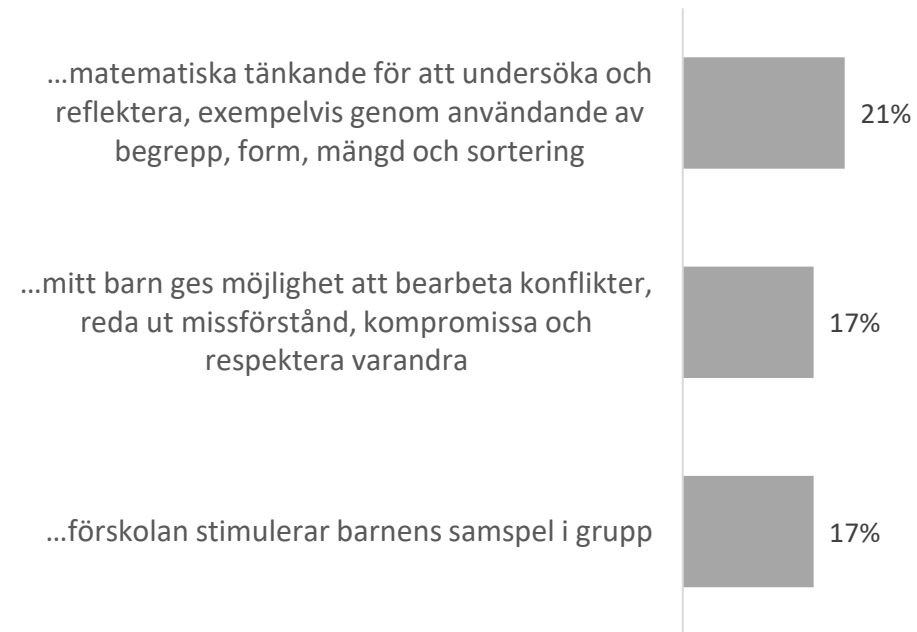 ...matematiska tänkande för att undersöka och
reflektera, exempelvis genom användande av
begrepp, form, mängd och sortering
21%
...mitt barn ges möjlighet att bearbeta konflikter,
reda ut missförstånd, kompromissa och
respektera varandra
17%
...förskolan stimulerar barnens samspel i grupp
17%